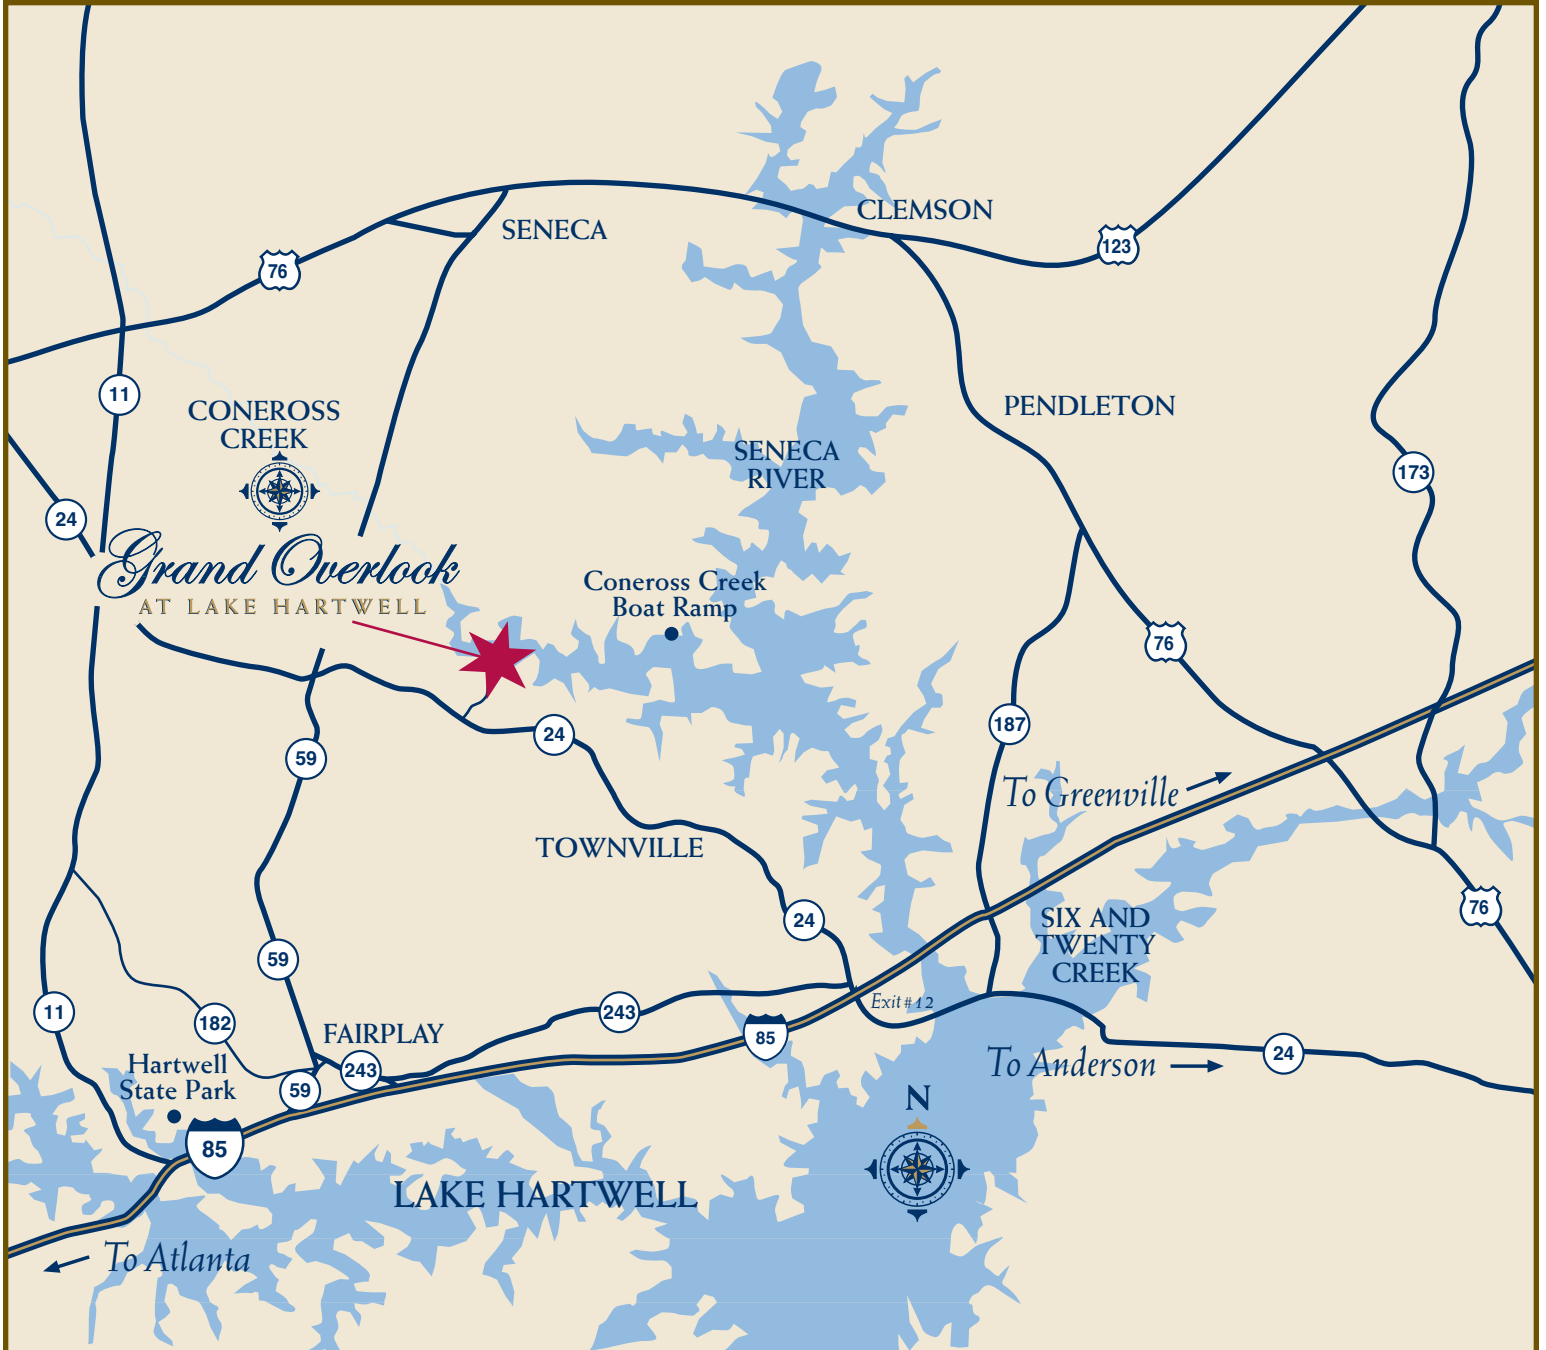 CLEMSON
SENECA
123
76
11
CONEROSS
CREEK
PENDLETON
SENECA
RIVER
173
24
Grand Overlook
AT LAKE HARTWELL
Coneross Creek
Boat Ramp
76
187
24
59
To Greenville
TOWNVILLE
76
24
SIX AND
TWENTY
CREEK
59
Exit #12
11
182
243
FAIRPLAY
85
24
Hartwell
State Park
243
59
To Anderson
N
85
LAKE HARTWELL
To Atlanta